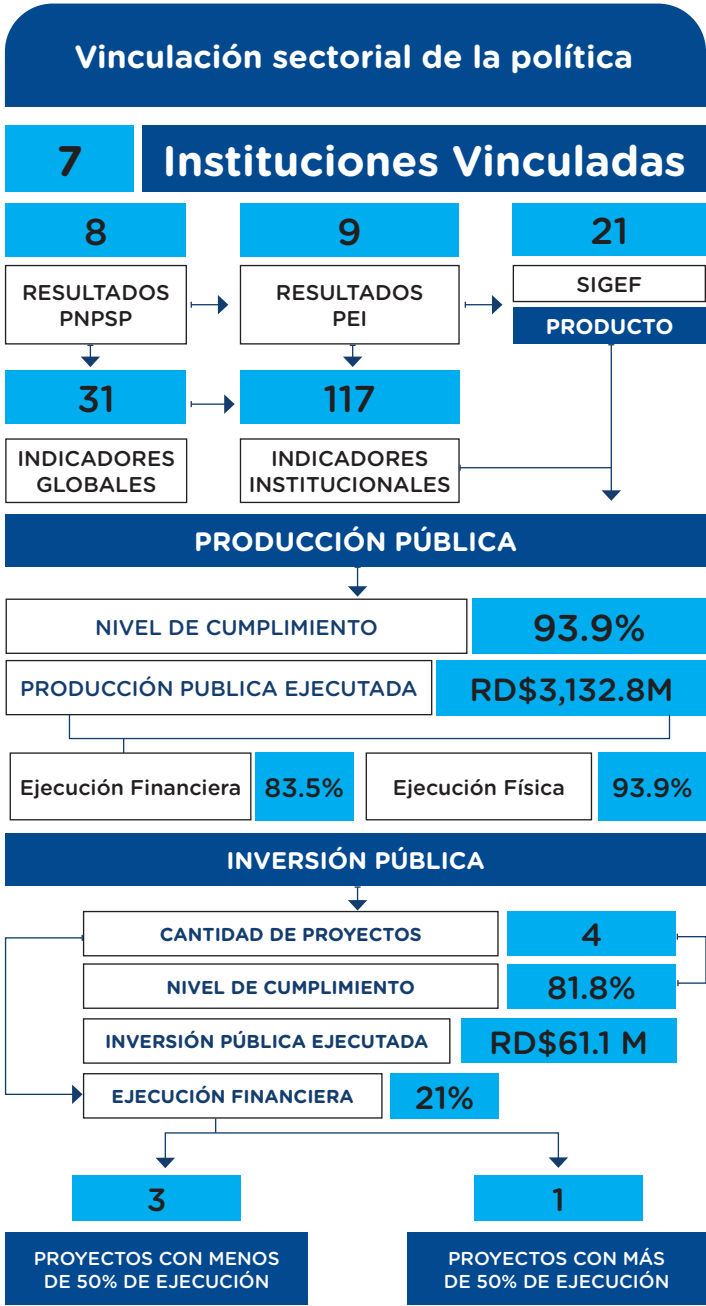 Vinculación sectorial de la política
7 Instituciones Vinculadas
8
RESULTADOS
PNPSP
9
RESULTADOS
PEI
21
SIGEF
PRODUCTO
31
INDICADORES
GLOBALES
117
INDICADORES
INSTITUCIONALES
PRODUCCIÓN PÚBLICA
NIVEL DE CUMPLIMIENTO 93.9%
PRODUCCIÓN PUBLICA EJECUTADA RD$3,132.8M
Ejecución Financiera 83.5% Ejecución Física 93.9%
INVERSIÓN PÚBLICA
CANTIDAD DE PROYECTOS 4
NIVEL DE CUMPLIMIENTO 81.8%
INVERSIÓN PÚBLICA EJECUTADA RD$61.1 M
EJECUCIÓN FINANCIERA 21%
3
PROYECTOS CON MENOS
DE 50% DE EJECUCIÓN
1
PROYECTOS CON MÁS
DE 50% DE EJECUCIÓN